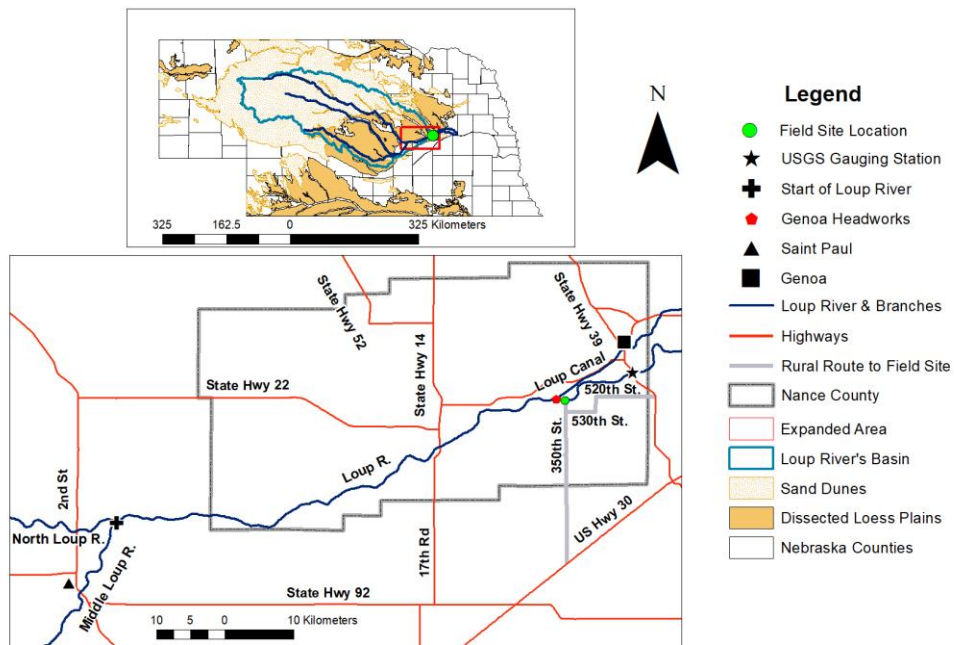 325 162.5 0 325 Kilometers
N
Legend
Field Site Location
USGS Gauging Station
Start of Loup River
Genoa Headworks
Saint Paul
Genoa
Loup River & Branches
Highways
Rural Route to Field Site
Nance County
Expanded Area
Loup River's Basin
Sand Dunes
Dissected Loess Plains
Nebraska Counties
State Hwy 52
State Hwy 14
State Hwy 39
State Hwy 22
Loup Canal
520th St.
530th St.
350th St.
Loup R.
2nd St
North Loup R.
Middle Loup R.
17th Rd
US Hwy 30
State Hwy 92
10 5 0 10 Kilometers